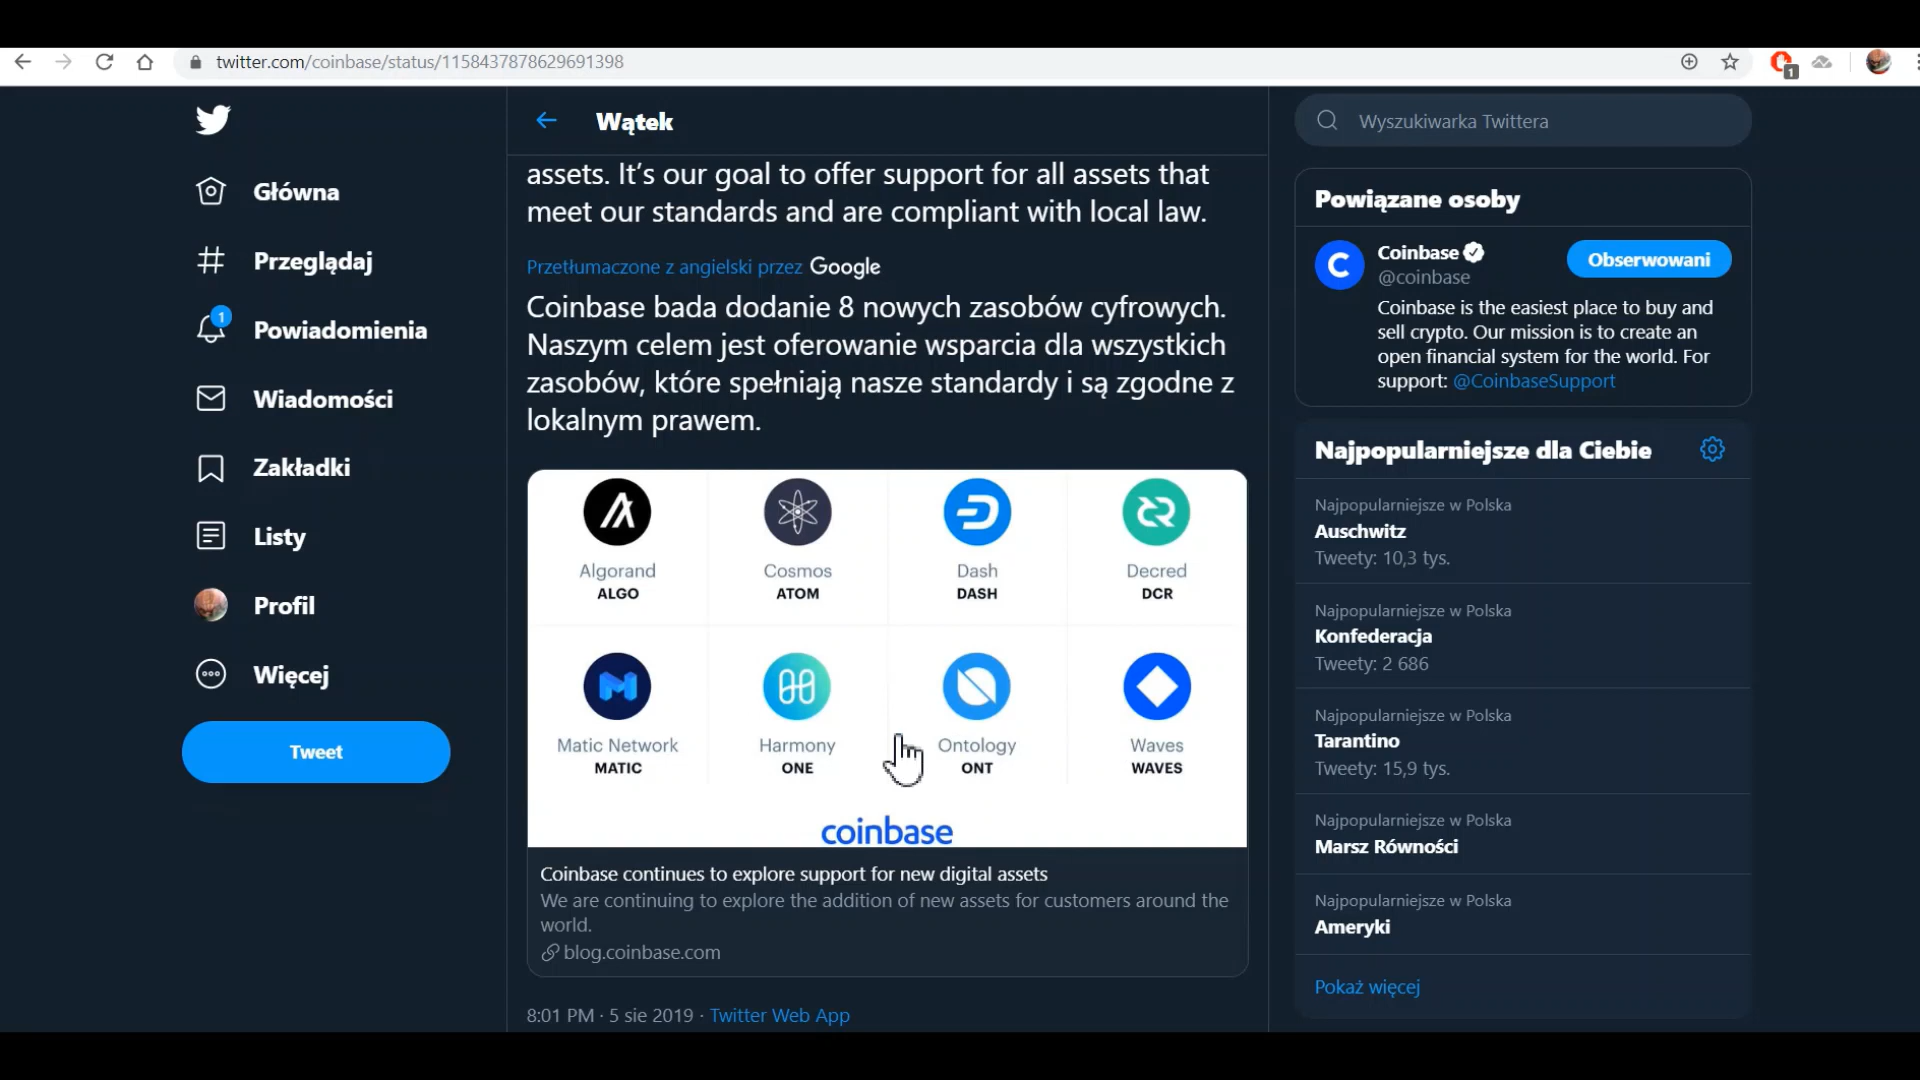 twitter.com/coinbase/status/1158437878629691398
1
Wątek
Wyszukiwarka Twittera
Główna
Przeglądaj
1
Powiadomienia
Wiadomości
Zakładki
Listy
Profil
Więcej
Tweet
assets. It's our goal to offer support for all assets that
meet our standards and are compliant with local law.
Przetłumaczone z angielski przez Google
Coinbase bada dodanie 8 nowych zasobów cyfrowych.
Naszym celem jest oferowanie wsparcia dla wszystkich
zasobów, które spełniają nasze standardy i są zgodne z
lokalnym prawem.
Algorand
ALGO
Cosmos
ATOM
Dash
DASH
Decred
DCR
Matic Network
MATIC
Harmony
ONE
Ontology
ONT
Waves
WAVES
coinbase
Coinbase continues to explore support for new digital assets
We are continuing to explore the addition of new assets for customers around the
world.
blog.coinbase.com
8:01 PM · 5 sie 2019 · Twitter Web App
Powiązane osoby
C
Coinbase
@coinbase
Obserwowani
Coinbase is the easiest place to buy and
sell crypto. Our mission is to create an
open financial system for the world. For
support: @CoinbaseSupport
Najpopularniejsze dla Ciebie
Najpopularniejsze w Polska
Auschwitz
Tweety: 10,3 tys.
Najpopularniejsze w Polska
Konfederacja
Tweety: 2 686
Najpopularniejsze w Polska
Tarantino
Tweety: 15,9 tys.
Najpopularniejsze w Polska
Marsz Równości
Najpopularniejsze w Polska
Ameryki
Pokaż więcej